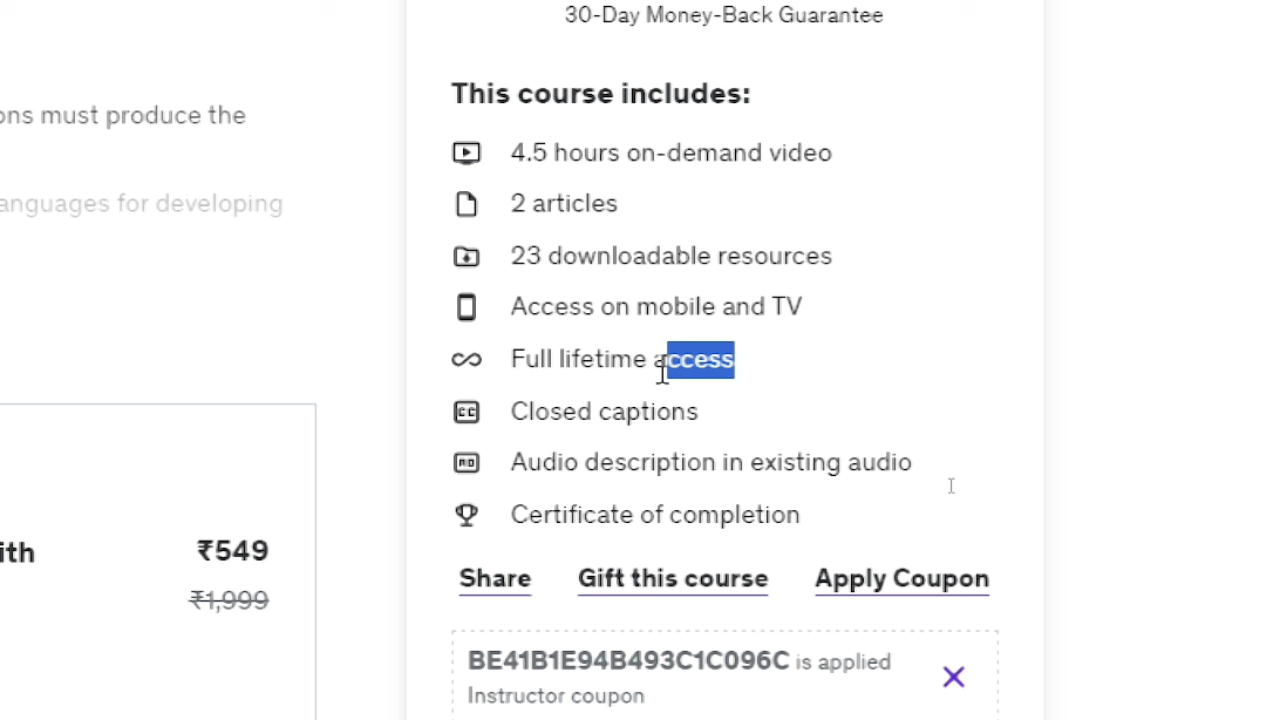 30-Day Money-Back Guarantee
This course includes:
ons must produce the
4.5 hours on-demand video
2 articles
anguages for developing
23 downloadable resources
Access on mobile and TV
Full lifetime access
Closed captions
Audio description in existing audio
Certificate of completion
ith
₹549
₹1,999
Share
Gift this course
Apply Coupon
BE41B1E94B493C1C096C is applied
Instructor coupon